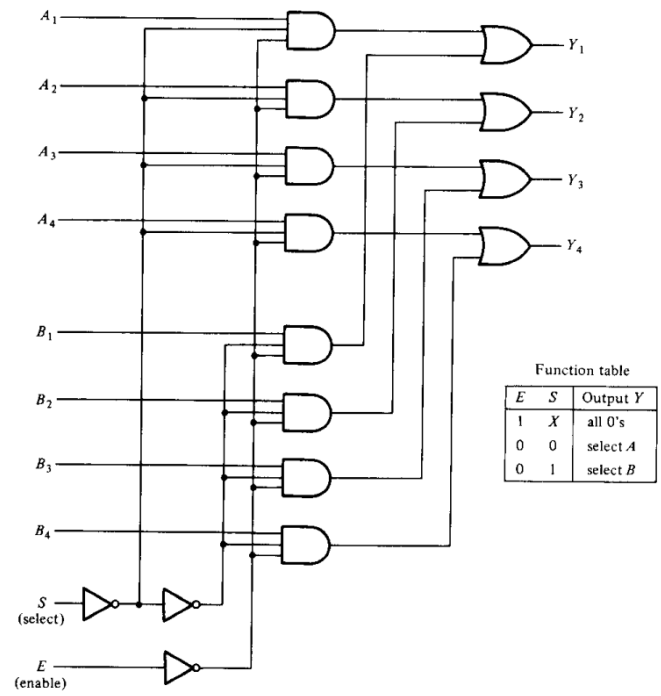 A₁
Y₁
A₂
Y₂
A₃
Y₃
A₄
Y₄
B₁
B₂
B₃
B₄
S
(select)
E
(enable)
Function table
E S Output Y
1 X all 0's
0 0 select A
0 1 select B